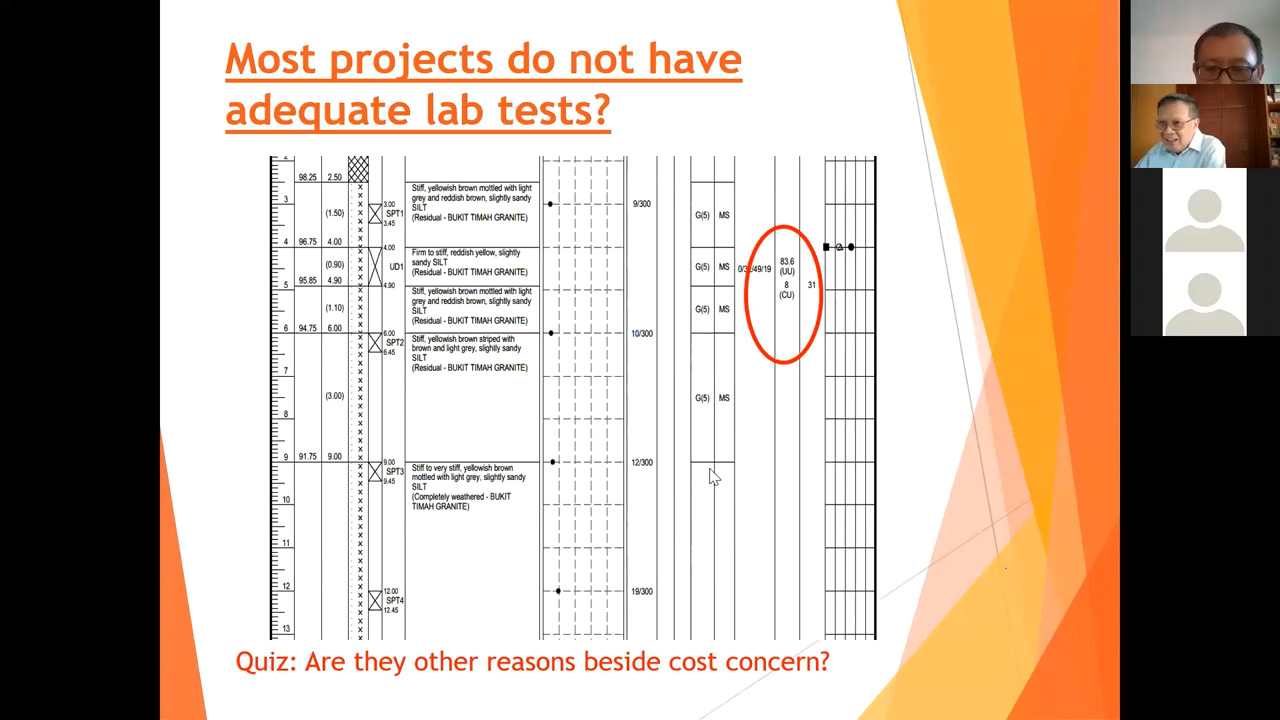 Most projects do not have
adequate lab tests?
2
98.25 2.50
3
(1.50)
3.00
SPT1
3.45
Stiff, yellowish brown mottled with light
grey and reddish brown, slightly sandy
SILT
(Residual - BUKIT TIMAH GRANITE)
9/300
G(5) MS
4 96.75 4.00
(0.90)
4.00
UD1
4.90
Firm to stiff, reddish yellow, slightly
sandy SILT
(Residual - BUKIT TIMAH GRANITE)
G(5) MS
83.6
(UU)
8
(CU)
31
5 95.85 4.90
(1.10)
Stiff, yellowish brown mottled with light
grey and reddish brown, slightly sandy
SILT
(Residual - BUKIT TIMAH GRANITE)
G(5) MS
6 94.75 6.00
6.00
SPT2
6.45
Stiff, yellowish brown striped with
brown and light grey, slightly sandy
SILT
(Residual - BUKIT TIMAH GRANITE)
10/300
7
(3.00)
G(5) MS
8
9 91.75 9.00
9.00
SPT3
9.45
Stiff to very stiff, yellowish brown
mottled with light grey, slightly sandy
SILT
(Completely weathered - BUKIT
TIMAH GRANITE)
12/300
10
11
12
12.00
SPT4
12.45
19/300
13
Quiz: Are they other reasons beside cost concern?